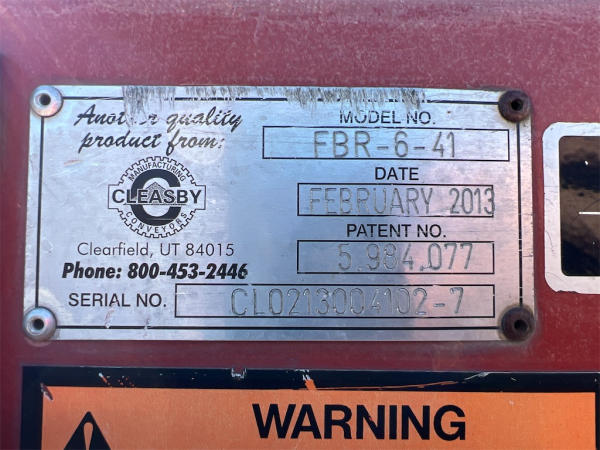 Another quality
product from:
MANUFACTURING
CLEASBY
CONVEYORS
Clearfield, UT 84015
Phone: 800-453-2446
MODEL NO.
FBR-6-41
DATE
FEBRUARY 2013
PATENT NO.
5,984,077
SERIAL NO. CL0213004102-7
WARNING